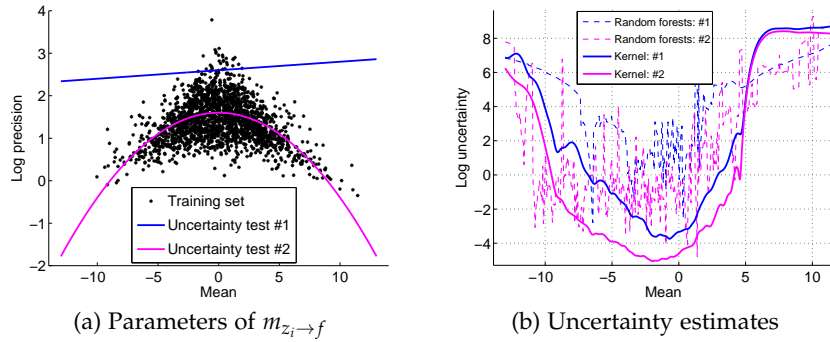 4
3
2
1
0
−1
−2
Log precision
Training set
Uncertainty test #1
Uncertainty test #2
−10 −5 0 5 10
Mean
(a) Parameters of m_{z_i→f}
8
6
4
2
0
−2
−4
Log uncertainty
Random forests: #1
Random forests: #2
Kernel: #1
Kernel: #2
−10 −5 0 5 10
Mean
(b) Uncertainty estimates